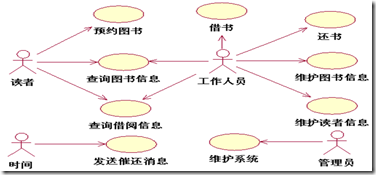 预约图书
借书
还书
读者
查询图书信息
工作人员
维护图书信息
查询借阅信息
维护读者信息
时间
发送催还消息
维护系统
管理员